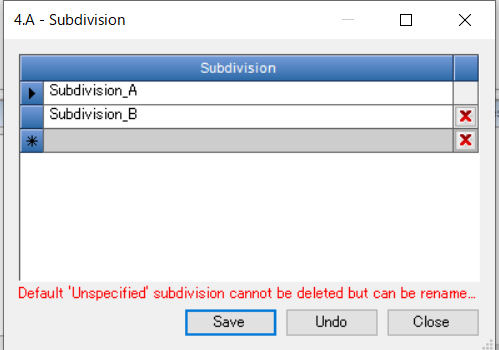 4.A - Subdivision
Subdivision
Subdivision_A
Subdivision_B
Default 'Unspecified' subdivision cannot be deleted but can be rename...
Save Undo Close